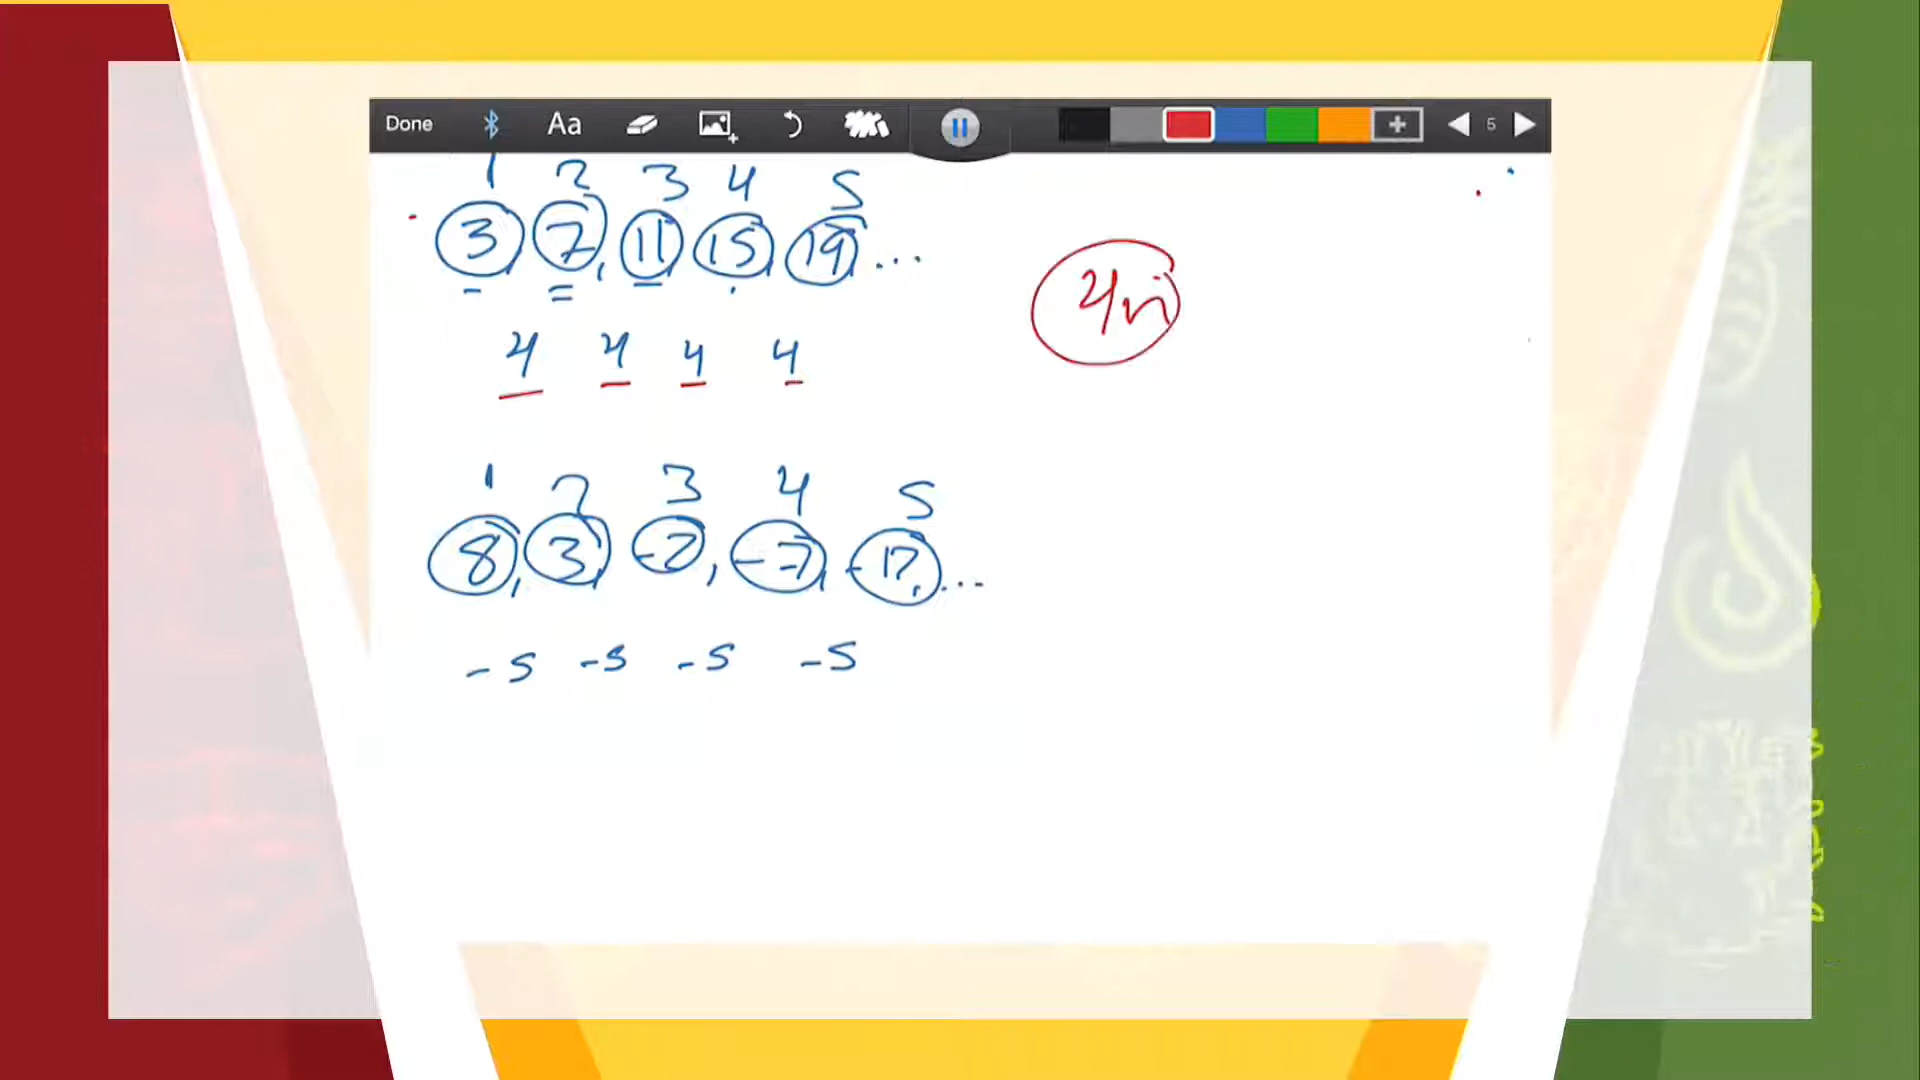 Done Aa 5
1 2 3 4 5
3, 7, 11, 15, 19, ...
4n
4 4 4 4
1 2 3 4 5
8, 3, -2, -7, -17, ...
-5 -5 -5 -5